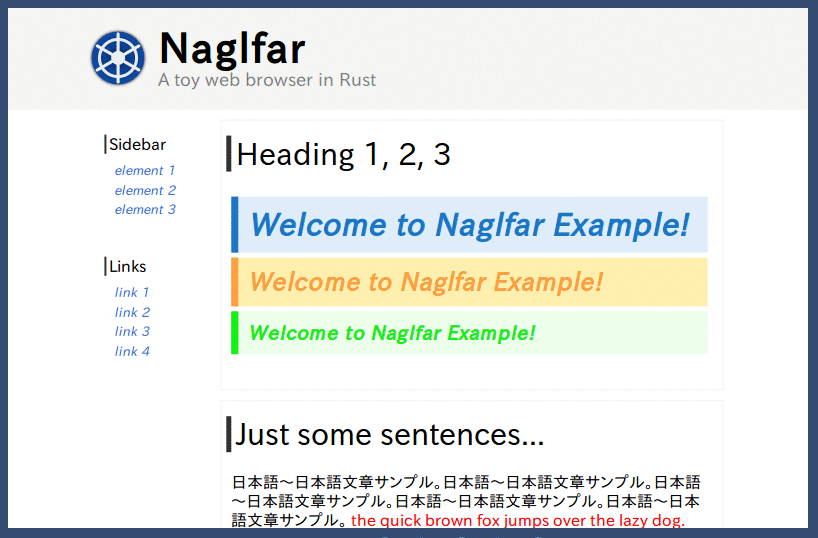 Naglfar
A toy web browser in Rust
Sidebar
element 1
element 2
element 3
Links
link 1
link 2
link 3
link 4
Heading 1, 2, 3
Welcome to Naglfar Example!
Welcome to Naglfar Example!
Welcome to Naglfar Example!
Just some sentences...
日本語～日本語文章サンプル。日本語～日本語文章サンプル。日本語
～日本語文章サンプル。日本語～日本語文章サンプル。日本語～日本
語文章サンプル。 the quick brown fox jumps over the lazy dog.